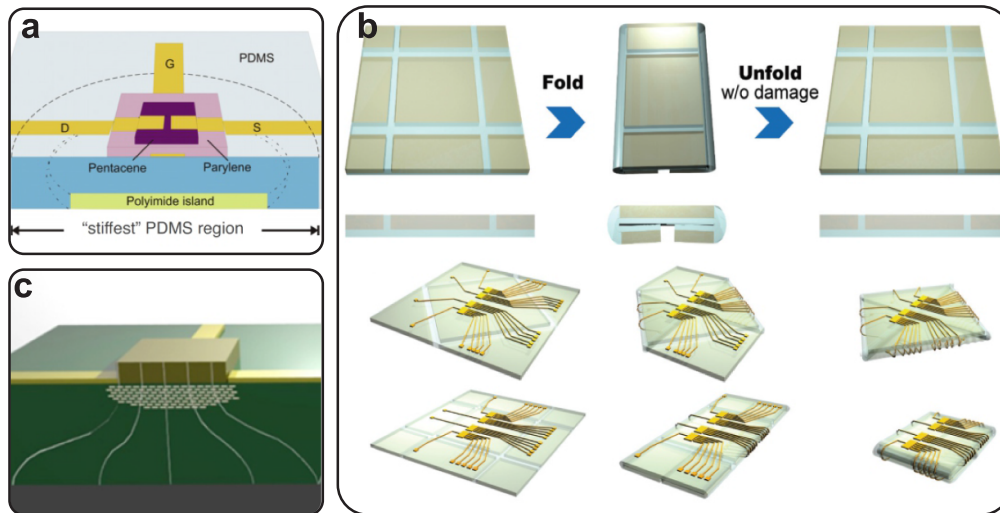 a
PDMS
G
D
S
Pentacene
Parylene
Polyimide island
“stiffest” PDMS region
b
Fold
Unfold
w/o damage
c